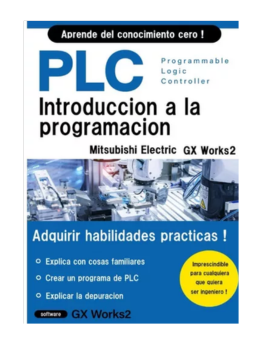 Aprende del conocimiento cero !
PLC
Programmable
Logic
Controller
Introduccion a la
programacion
Mitsubishi Electric GX Works2
Adquirir habilidades practicas !
Explica con cosas familiares
Crear un programa de PLC
Explicar la depuracion
Imprescindible
para cualquiera
que quiera
ser ingeniero !
software GX Works2